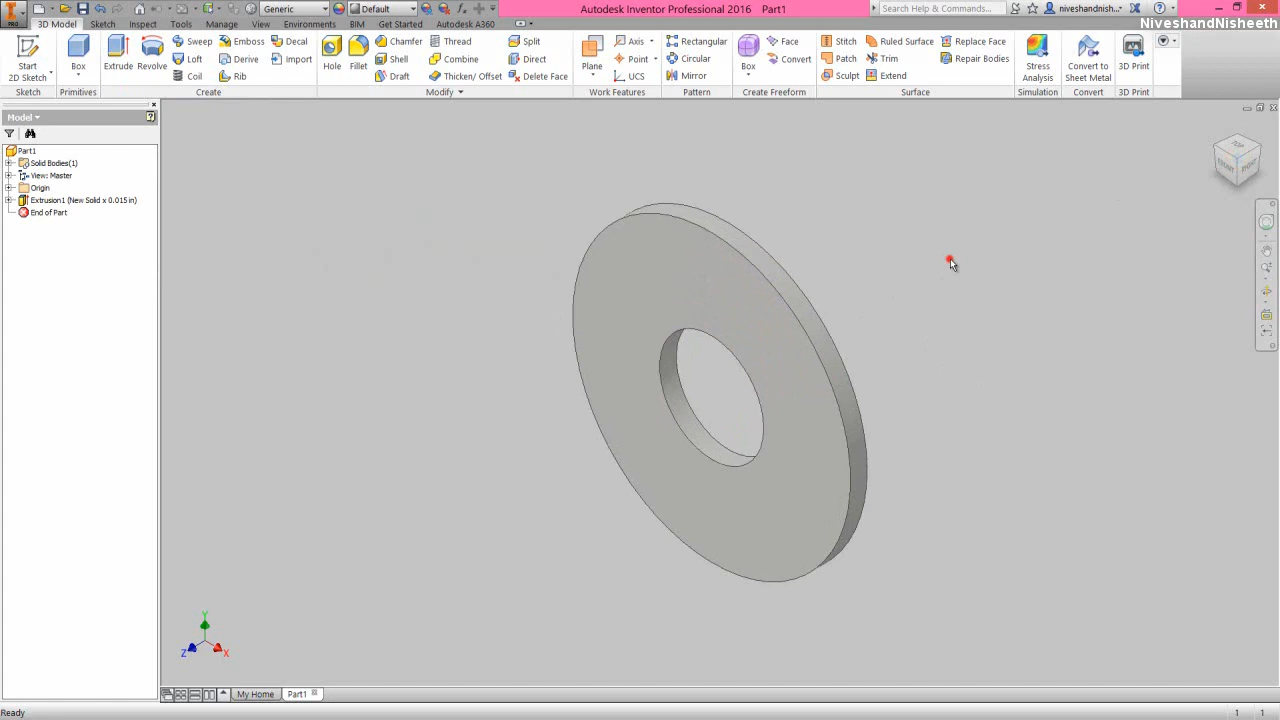 Autodesk Inventor Professional 2016 Part1
Generic
Default
Search Help & Commands...
niveshandnish...
NiveshandNisheeth
PRO
3D Model Sketch Inspect Tools Manage View Environments BIM Get Started Autodesk A360
Start
2D Sketch
Box
Extrude
Revolve
Sweep
Loft
Coil
Emboss
Derive
Rib
Decal
Import
Hole
Fillet
Chamfer
Shell
Draft
Thread
Combine
Thicken/ Offset
Split
Direct
Delete Face
Plane
Axis
Point
UCS
Rectangular
Circular
Mirror
Box
Face
Convert
Stitch
Patch
Sculpt
Ruled Surface
Trim
Extend
Replace Face
Repair Bodies
Stress
Analysis
Convert to
Sheet Metal
3D Print
Sketch Primitives Create Modify Work Features Pattern Create Freeform Surface Simulation Convert 3D Print
Model
Part1
Solid Bodies(1)
View: Master
Origin
Extrusion1 (New Solid x 0.015 in)
End of Part
TOP
FRONT
RIGHT
Y
Z
X
My Home
Part1
Ready
1 1